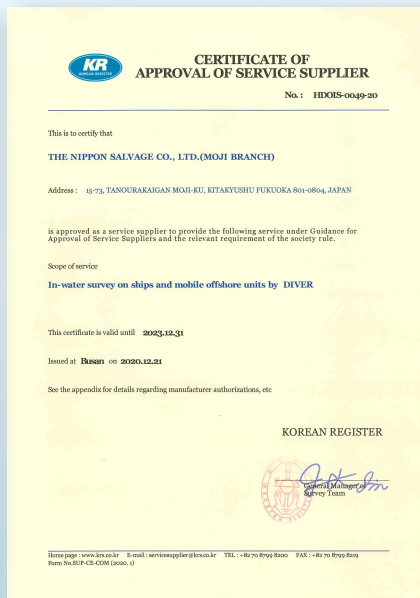 KR
KOREAN REGISTER
CERTIFICATE OF
APPROVAL OF SERVICE SUPPLIER
No. : HDOIS-0049-20
This is to certify that
THE NIPPON SALVAGE CO., LTD.(MOJI BRANCH)
Address : 15-73, TANOURAKAIGAN MOJI-KU, KITAKYUSHU FUKUOKA 801-0804, JAPAN
is approved as a service supplier to provide the following service under Guidance for
Approval of Service Suppliers and the relevant requirement of the society rule.
Scope of service
In-water survey on ships and mobile offshore units by DIVER
This certificate is valid until 2023.12.31
Issued at Busan on 2020.12.21
See the appendix for details regarding manufacturer authorizations, etc
KOREAN REGISTER
General Manager of
Survey Team
Home page : www.krs.co.kr E-mail : servicesupplier@krs.co.kr TEL : +82 70 8799 8200 FAX : +82 70 8799 8219
Form No.SUP-CE-COM (2020. 1)